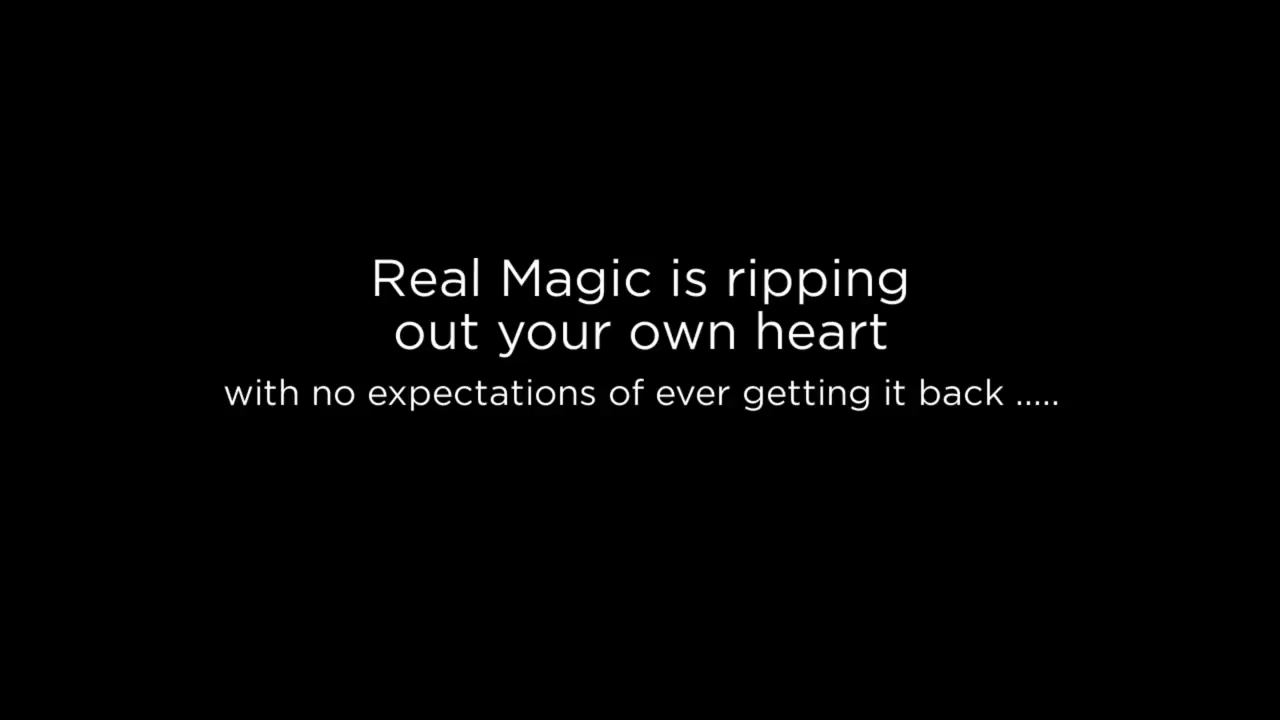 Real Magic is ripping
out your own heart
with no expectations of ever getting it back .....